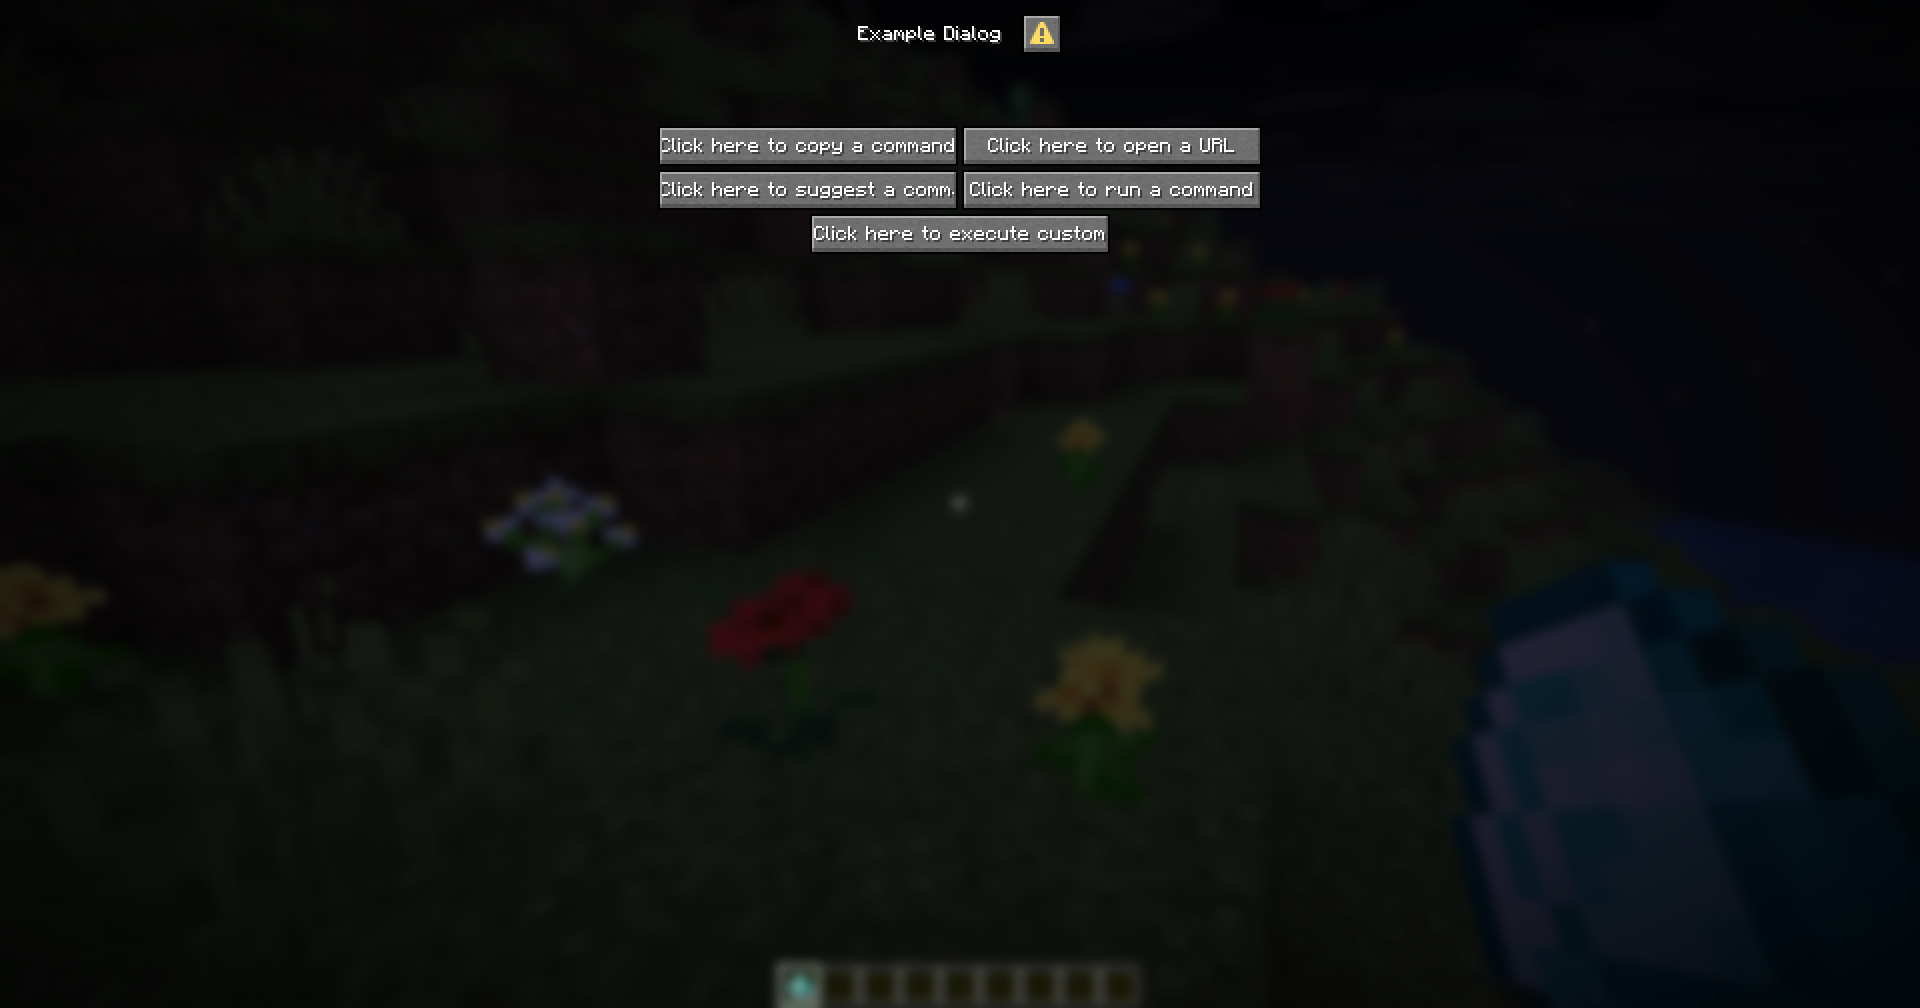 Example Dialog
Click here to copy a command
Click here to open a URL
Click here to suggest a comm
Click here to run a command
Click here to execute custom